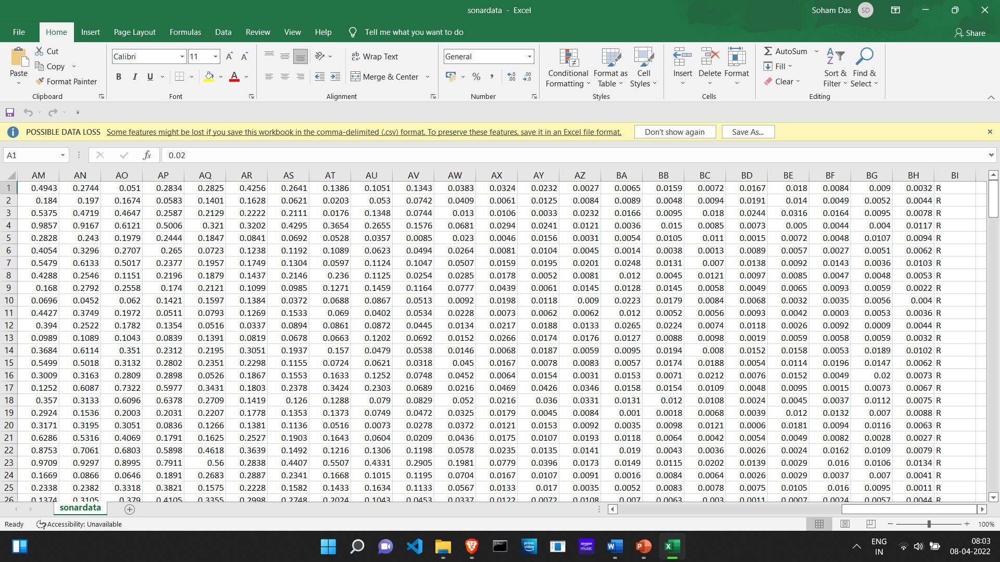 sonardata - Excel
Soham Das SD
File Home Insert Page Layout Formulas Data Review View Help Tell me what you want to do Share
Paste Cut Copy Format Painter Clipboard
Calibri 11 B I U Font
Wrap Text Merge & Center Alignment
General % Number
Conditional Formatting Format as Table Cell Styles Styles
Insert Delete Format Cells
AutoSum Fill Clear Sort & Filter Find & Select Editing
POSSIBLE DATA LOSS Some features might be lost if you save this workbook in the comma-delimited (.csv) format. To preserve these features, save it in an Excel file format. Don't show again Save As...
A1 fx 0.02
AM AN AO AP AQ AR AS AT AU AV AW AX AY AZ BA BB BC BD BE BF BG BH BI
1 0.4943 0.2744 0.051 0.2834 0.2825 0.4256 0.2641 0.1386 0.1051 0.1343 0.0383 0.0324 0.0232 0.0027 0.0065 0.0159 0.0072 0.0167 0.018 0.0084 0.009 0.0032 R
2 0.184 0.197 0.1674 0.0583 0.1401 0.1628 0.0621 0.0203 0.053 0.0742 0.0409 0.0061 0.0125 0.0084 0.0089 0.0048 0.0094 0.0191 0.014 0.0049 0.0052 0.0044 R
3 0.5375 0.4719 0.4647 0.2587 0.2129 0.2222 0.2111 0.0176 0.1348 0.0744 0.013 0.0106 0.0033 0.0232 0.0166 0.0095 0.018 0.0244 0.0316 0.0164 0.0095 0.0078 R
4 0.9857 0.9167 0.6121 0.5006 0.321 0.3202 0.4295 0.3654 0.2655 0.1576 0.0681 0.0294 0.0241 0.0121 0.0036 0.015 0.0085 0.0073 0.005 0.0044 0.004 0.0117 R
5 0.2828 0.243 0.1979 0.2444 0.1847 0.0841 0.0692 0.0528 0.0357 0.0085 0.023 0.0046 0.0156 0.0031 0.0054 0.0105 0.011 0.0015 0.0072 0.0048 0.0107 0.0094 R
6 0.4054 0.3296 0.2707 0.265 0.0723 0.1238 0.1192 0.1089 0.0623 0.0494 0.0264 0.0081 0.0104 0.0045 0.0014 0.0038 0.0013 0.0089 0.0057 0.0027 0.0051 0.0062 R
7 0.5479 0.6133 0.5017 0.2377 0.1957 0.1749 0.1304 0.0597 0.1124 0.1047 0.0507 0.0159 0.0195 0.0201 0.0248 0.0131 0.007 0.0138 0.0092 0.0143 0.0036 0.0103 R
8 0.4288 0.2546 0.1151 0.2196 0.1879 0.1437 0.2146 0.236 0.1125 0.0254 0.0285 0.0178 0.0052 0.0081 0.012 0.0045 0.0121 0.0097 0.0085 0.0047 0.0048 0.0053 R
9 0.168 0.2792 0.2558 0.174 0.2121 0.1099 0.0985 0.1271 0.1459 0.1164 0.0777 0.0439 0.0061 0.0145 0.0128 0.0145 0.0058 0.0049 0.0065 0.0093 0.0059 0.0022 R
10 0.0696 0.0452 0.062 0.1421 0.1597 0.1384 0.0372 0.0688 0.0867 0.0513 0.0092 0.0198 0.0118 0.009 0.0223 0.0179 0.0084 0.0068 0.0032 0.0035 0.0056 0.004 R
11 0.4427 0.3749 0.1972 0.0511 0.0793 0.1269 0.1533 0.069 0.0402 0.0534 0.0228 0.0073 0.0062 0.0062 0.012 0.0052 0.0056 0.0093 0.0042 0.0003 0.0053 0.0036 R
12 0.394 0.2522 0.1782 0.1354 0.0516 0.0337 0.0894 0.0861 0.0872 0.0445 0.0134 0.0217 0.0188 0.0133 0.0265 0.0224 0.0074 0.0118 0.0026 0.0092 0.0009 0.0044 R
13 0.0989 0.1089 0.1043 0.0839 0.1391 0.0819 0.0678 0.0663 0.1202 0.0692 0.0152 0.0266 0.0174 0.0176 0.0127 0.0088 0.0098 0.0019 0.0059 0.0058 0.0059 0.0032 R
14 0.3684 0.6114 0.351 0.2312 0.2195 0.3051 0.1937 0.157 0.0479 0.0538 0.0146 0.0068 0.0187 0.0059 0.0095 0.0194 0.008 0.0152 0.0158 0.0053 0.0189 0.0102 R
15 0.5499 0.5018 0.3132 0.2802 0.2351 0.2298 0.1155 0.0724 0.0621 0.0318 0.045 0.0167 0.0078 0.0083 0.0057 0.0174 0.0188 0.0054 0.0114 0.0196 0.0147 0.0062 R
16 0.3009 0.3163 0.2809 0.2898 0.0526 0.1867 0.1553 0.1633 0.1252 0.0748 0.0452 0.0064 0.0154 0.0031 0.0153 0.0071 0.0212 0.0076 0.0152 0.0049 0.02 0.0073 R
17 0.1252 0.6087 0.7322 0.5977 0.3431 0.1803 0.2378 0.3424 0.2303 0.0689 0.0216 0.0469 0.0426 0.0346 0.0158 0.0154 0.0109 0.0048 0.0095 0.0015 0.0073 0.0067 R
18 0.357 0.3133 0.6096 0.6378 0.2709 0.1419 0.126 0.1288 0.079 0.0829 0.052 0.0216 0.036 0.0331 0.0131 0.012 0.0108 0.0024 0.0045 0.0037 0.0112 0.0075 R
19 0.2924 0.1536 0.2003 0.2031 0.2207 0.1778 0.1353 0.1373 0.0749 0.0472 0.0325 0.0179 0.0045 0.0084 0.001 0.0018 0.0068 0.0039 0.012 0.0132 0.007 0.0088 R
20 0.3171 0.3195 0.3051 0.0836 0.1266 0.1381 0.1136 0.0516 0.0073 0.0278 0.0372 0.0121 0.0153 0.0092 0.0035 0.0098 0.0121 0.0006 0.0181 0.0094 0.0116 0.0063 R
21 0.6286 0.5316 0.4069 0.1791 0.1625 0.2527 0.1903 0.1643 0.0604 0.0209 0.0436 0.0175 0.0107 0.0193 0.0118 0.0064 0.0042 0.0054 0.0049 0.0082 0.0028 0.0027 R
22 0.8753 0.7061 0.6803 0.5898 0.4618 0.3639 0.1492 0.1216 0.1306 0.1198 0.0578 0.0235 0.0135 0.0141 0.019 0.0043 0.0036 0.0026 0.0024 0.0162 0.0109 0.0079 R
23 0.9709 0.9297 0.8995 0.7911 0.56 0.2838 0.4407 0.5507 0.4331 0.2905 0.1981 0.0779 0.0396 0.0173 0.0149 0.0115 0.0202 0.0139 0.0029 0.016 0.0106 0.0134 R
24 0.1669 0.0866 0.0646 0.1891 0.2683 0.2887 0.2341 0.1668 0.1015 0.1195 0.0704 0.0167 0.0107 0.0091 0.0016 0.0084 0.0064 0.0026 0.0029 0.0037 0.007 0.0041 R
25 0.2338 0.2382 0.3318 0.3821 0.1575 0.2228 0.1582 0.1433 0.1634 0.1133 0.0567 0.0133 0.017 0.0035 0.0052 0.0083 0.0078 0.0075 0.0105 0.016 0.0095 0.0011 R
26 0.1374 0.3105 0.379 0.4105 0.3355 0.2998 0.2748 0.2024 0.1043 0.0453 0.0337 0.0122 0.0072 0.0108 0.007 0.0063 0.003 0.0011 0.0007 0.0024 0.0057 0.0044 R
sonardata
Ready Accessibility: Unavailable 100%
prime video amazon music W P X
ENG IN 08:03 08-04-2022